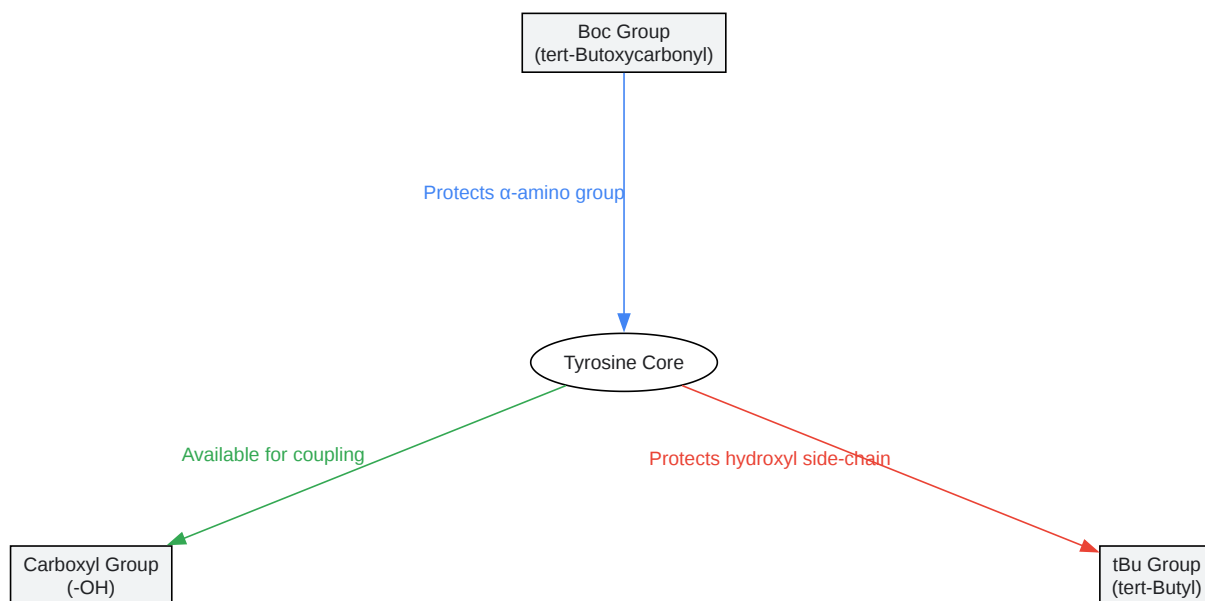 Boc Group
(tert-Butoxycarbonyl)
Protects α-amino group
Tyrosine Core
Available for coupling
Protects hydroxyl side-chain
Carboxyl Group
(-OH)
tBu Group
(tert-Butyl)